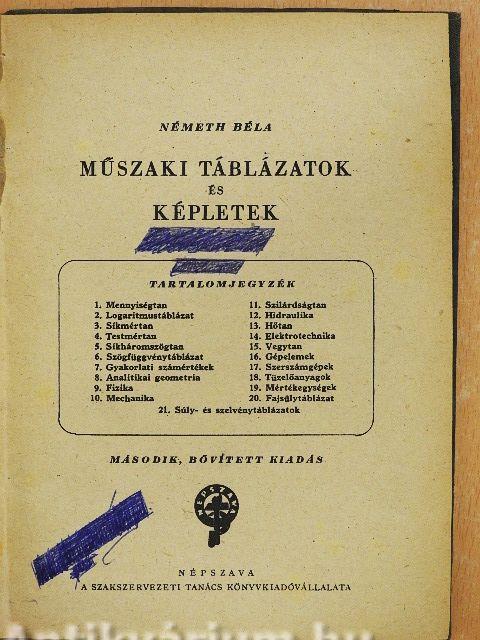 NÉMETH BÉLA
MŰSZAKI TÁBLÁZATOK
ÉS
KÉPLETEK
TARTALOMJEGYZÉK
1. Mennyiségtan
2. Logaritmustáblázat
3. Síkmértan
4. Testmértan
5. Síkháromszögtan
6. Szögfüggvénytáblázat
7. Gyakorlati számértékek
8. Analitikai geometria
9. Fizika
10. Mechanika
11. Szilárdságtan
12. Hidraulika
13. Hőtan
14. Elektrotechnika
15. Vegytan
16. Gépelemek
17. Szerszámgépek
18. Tüzelőanyagok
19. Mértékegységek
20. Fajsúlytáblázat
21. Súly- és szelvénytáblázatok
MÁSODIK, BŐVÍTETT KIADÁS
NÉPSZAVA
NÉPSZAVA
A SZAKSZERVEZETI TANÁCS KÖNYVKIADÓVÁLLALATA
Antikvárium.hu